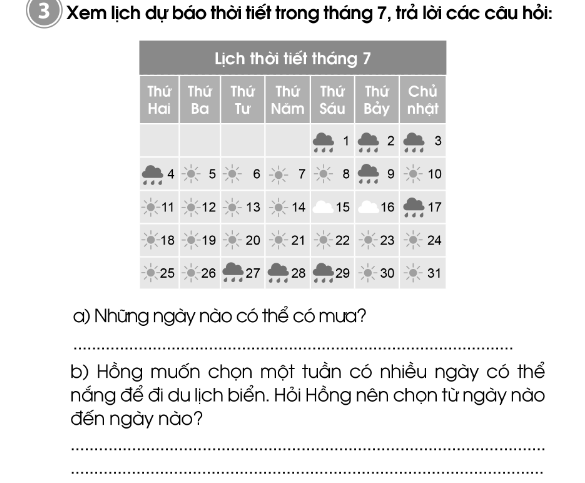 3 Xem lịch dự báo thời tiết trong tháng 7, trả lời các câu hỏi:
Lịch thời tiết tháng 7
Thứ Hai Thứ Ba Thứ Tư Thứ Năm Thứ Sáu Thứ Bảy Chủ nhật
1 2 3
4 5 6 7 8 9 10
11 12 13 14 15 16 17
18 19 20 21 22 23 24
25 26 27 28 29 30 31
a) Những ngày nào có thể có mưa?
b) Hồng muốn chọn một tuần có nhiều ngày có thể
nắng để đi du lịch biển. Hỏi Hồng nên chọn từ ngày nào
đến ngày nào?